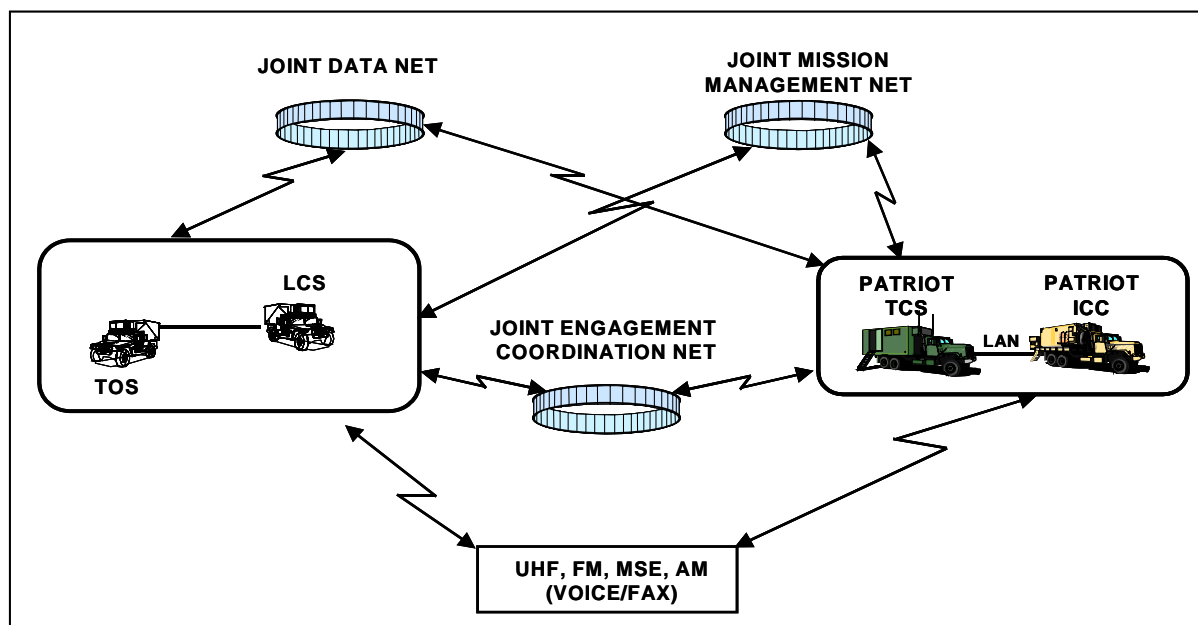 JOINT DATA NET
JOINT MISSION
MANAGEMENT NET
LCS
TOS
PATRIOT
TCS
PATRIOT
ICC
LAN
JOINT ENGAGEMENT
COORDINATION NET
UHF, FM, MSE, AM
(VOICE/FAX)